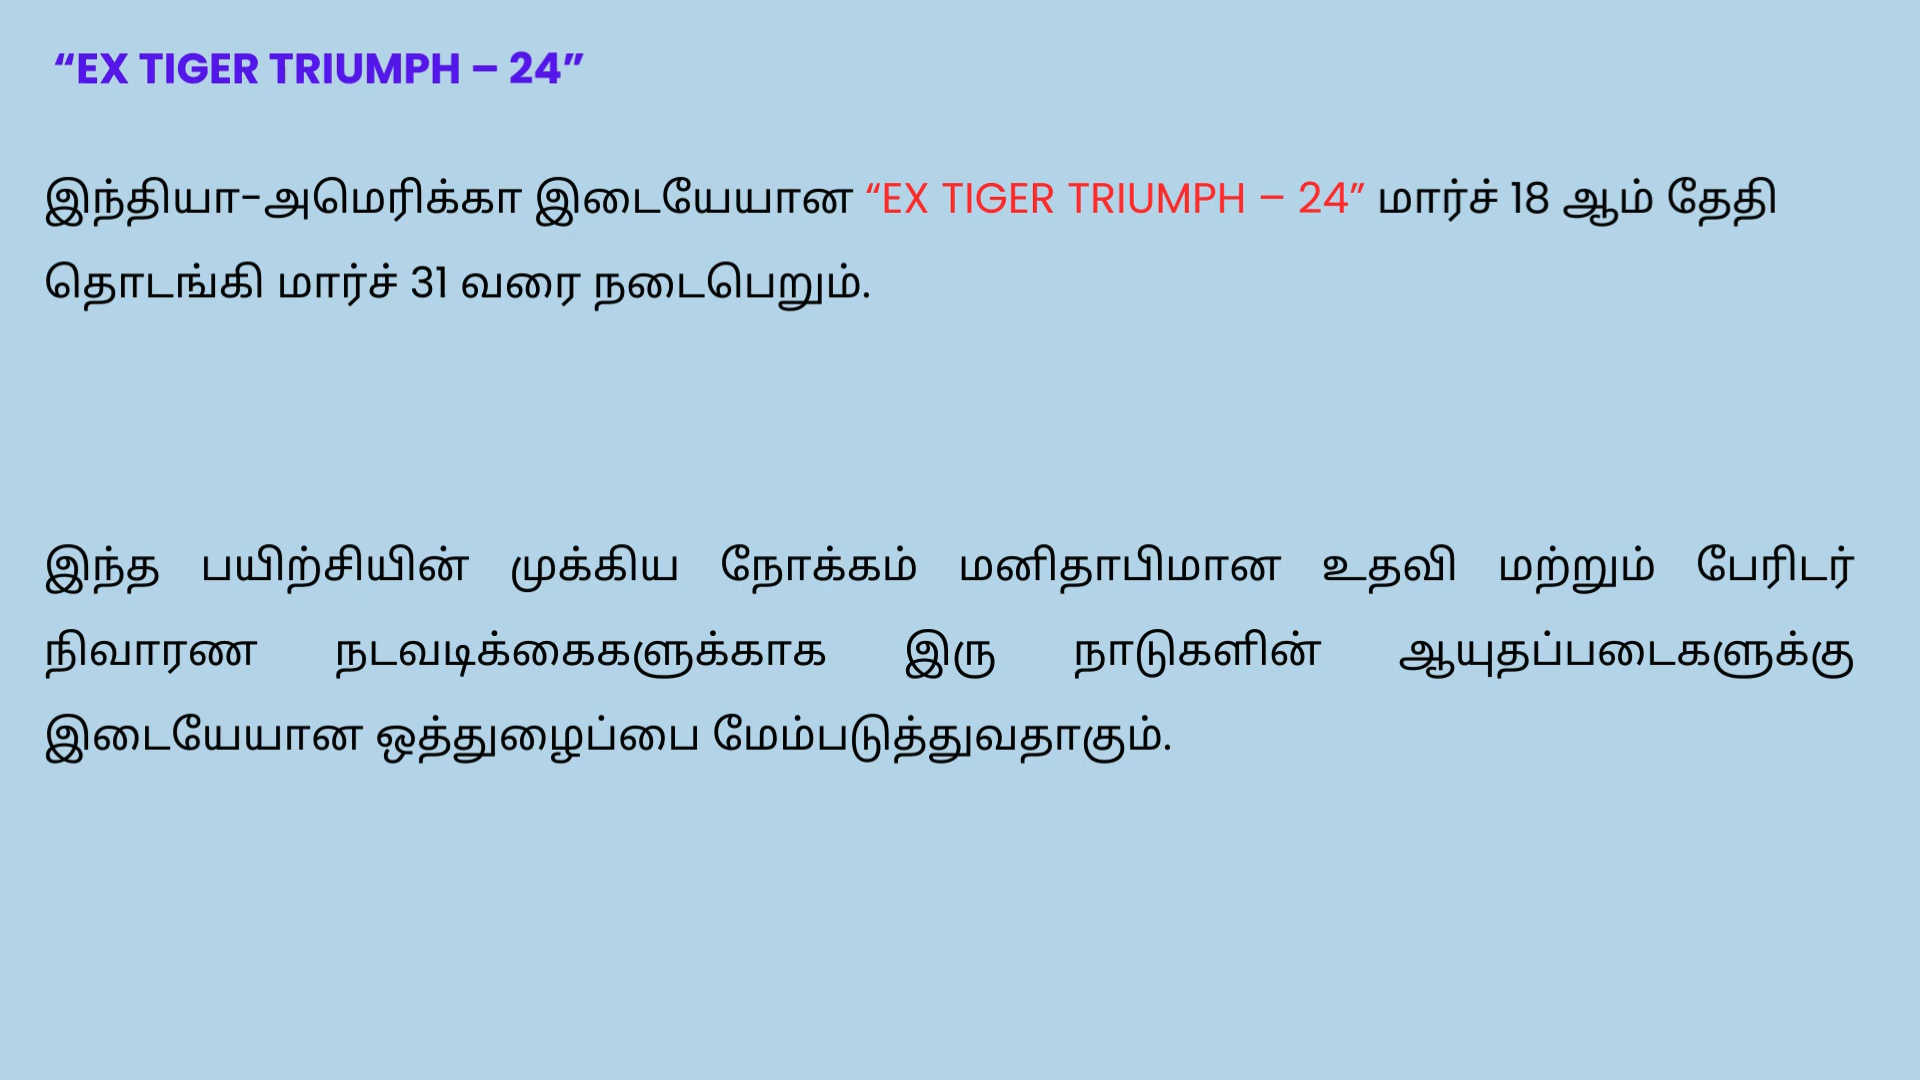 “EX TIGER TRIUMPH – 24”
இந்தியா-அமெரிக்கா இடையேயான “EX TIGER TRIUMPH – 24” மார்ச் 18 ஆம் தேதி
தொடங்கி மார்ச் 31 வரை நடைபெறும்.
இந்த பயிற்சியின் முக்கிய நோக்கம் மனிதாபிமான உதவி மற்றும் பேரிடர்
நிவாரண நடவடிக்கைகளுக்காக இரு நாடுகளின் ஆயுதப்படைகளுக்கு
இடையேயான ஒத்துழைப்பை மேம்படுத்துவதாகும்.